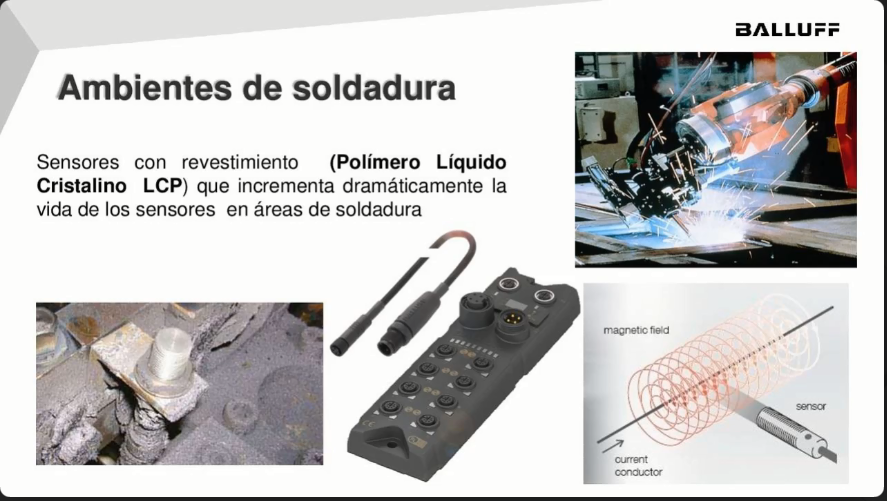 BALLUFF
Ambientes de soldadura
Sensores con revestimiento (Polímero Líquido
Cristalino LCP) que incrementa dramáticamente la
vida de los sensores en áreas de soldadura
magnetic field
sensor
current
conductor